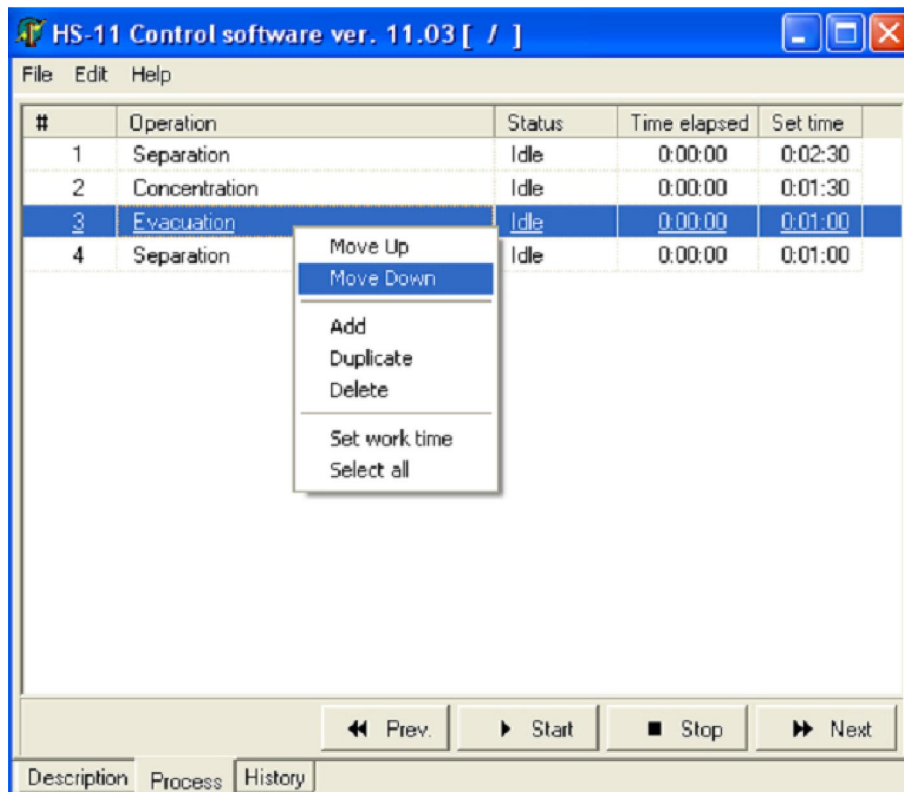 HS-11 Control software ver. 11.03 [ / ]
File Edit Help
# Operation Status Time elapsed Set time
1 Separation Idle 0:00:00 0:02:30
2 Concentration Idle 0:00:00 0:01:30
3 Evacuation Idle 0:00:00 0:01:00
4 Separation Idle 0:00:00 0:01:00
Move Up
Move Down
Add
Duplicate
Delete
Set work time
Select all
Prev. Start Stop Next
Description Process History